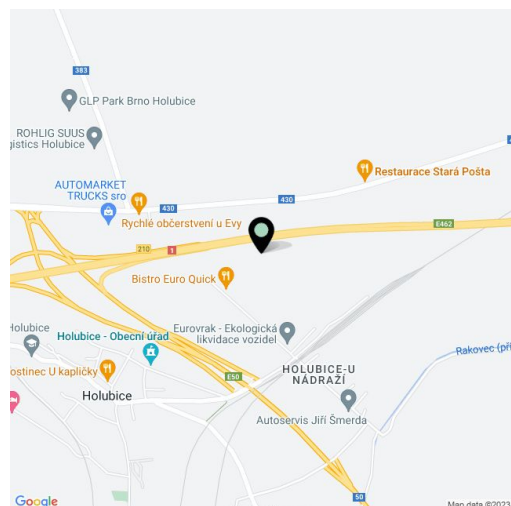 383
GLP Park Brno Holubice
ROHLIG SUUS
gistics Holubice
AUTOMARKET
TRUCKS sro
430
Rychlé občerstvení u Evy
430
Restaurace Stará Pošta
E462
210
1
Bistro Euro Quick
Holubice
Holubice - Obecní úřad
Eurovrak - Ekologická
likvidace vozidel
Rakovec (pří
ostinec U kapličky
E50
HOLUBICE-U
NÁDRAŽÍ
Holubice
Autoservis Jiří Šmerda
50
Google
Map data ©2023